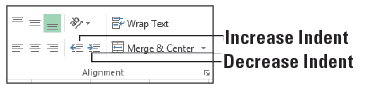 Wrap Text
Increase Indent
Merge & Center
Decrease Indent
Alignment